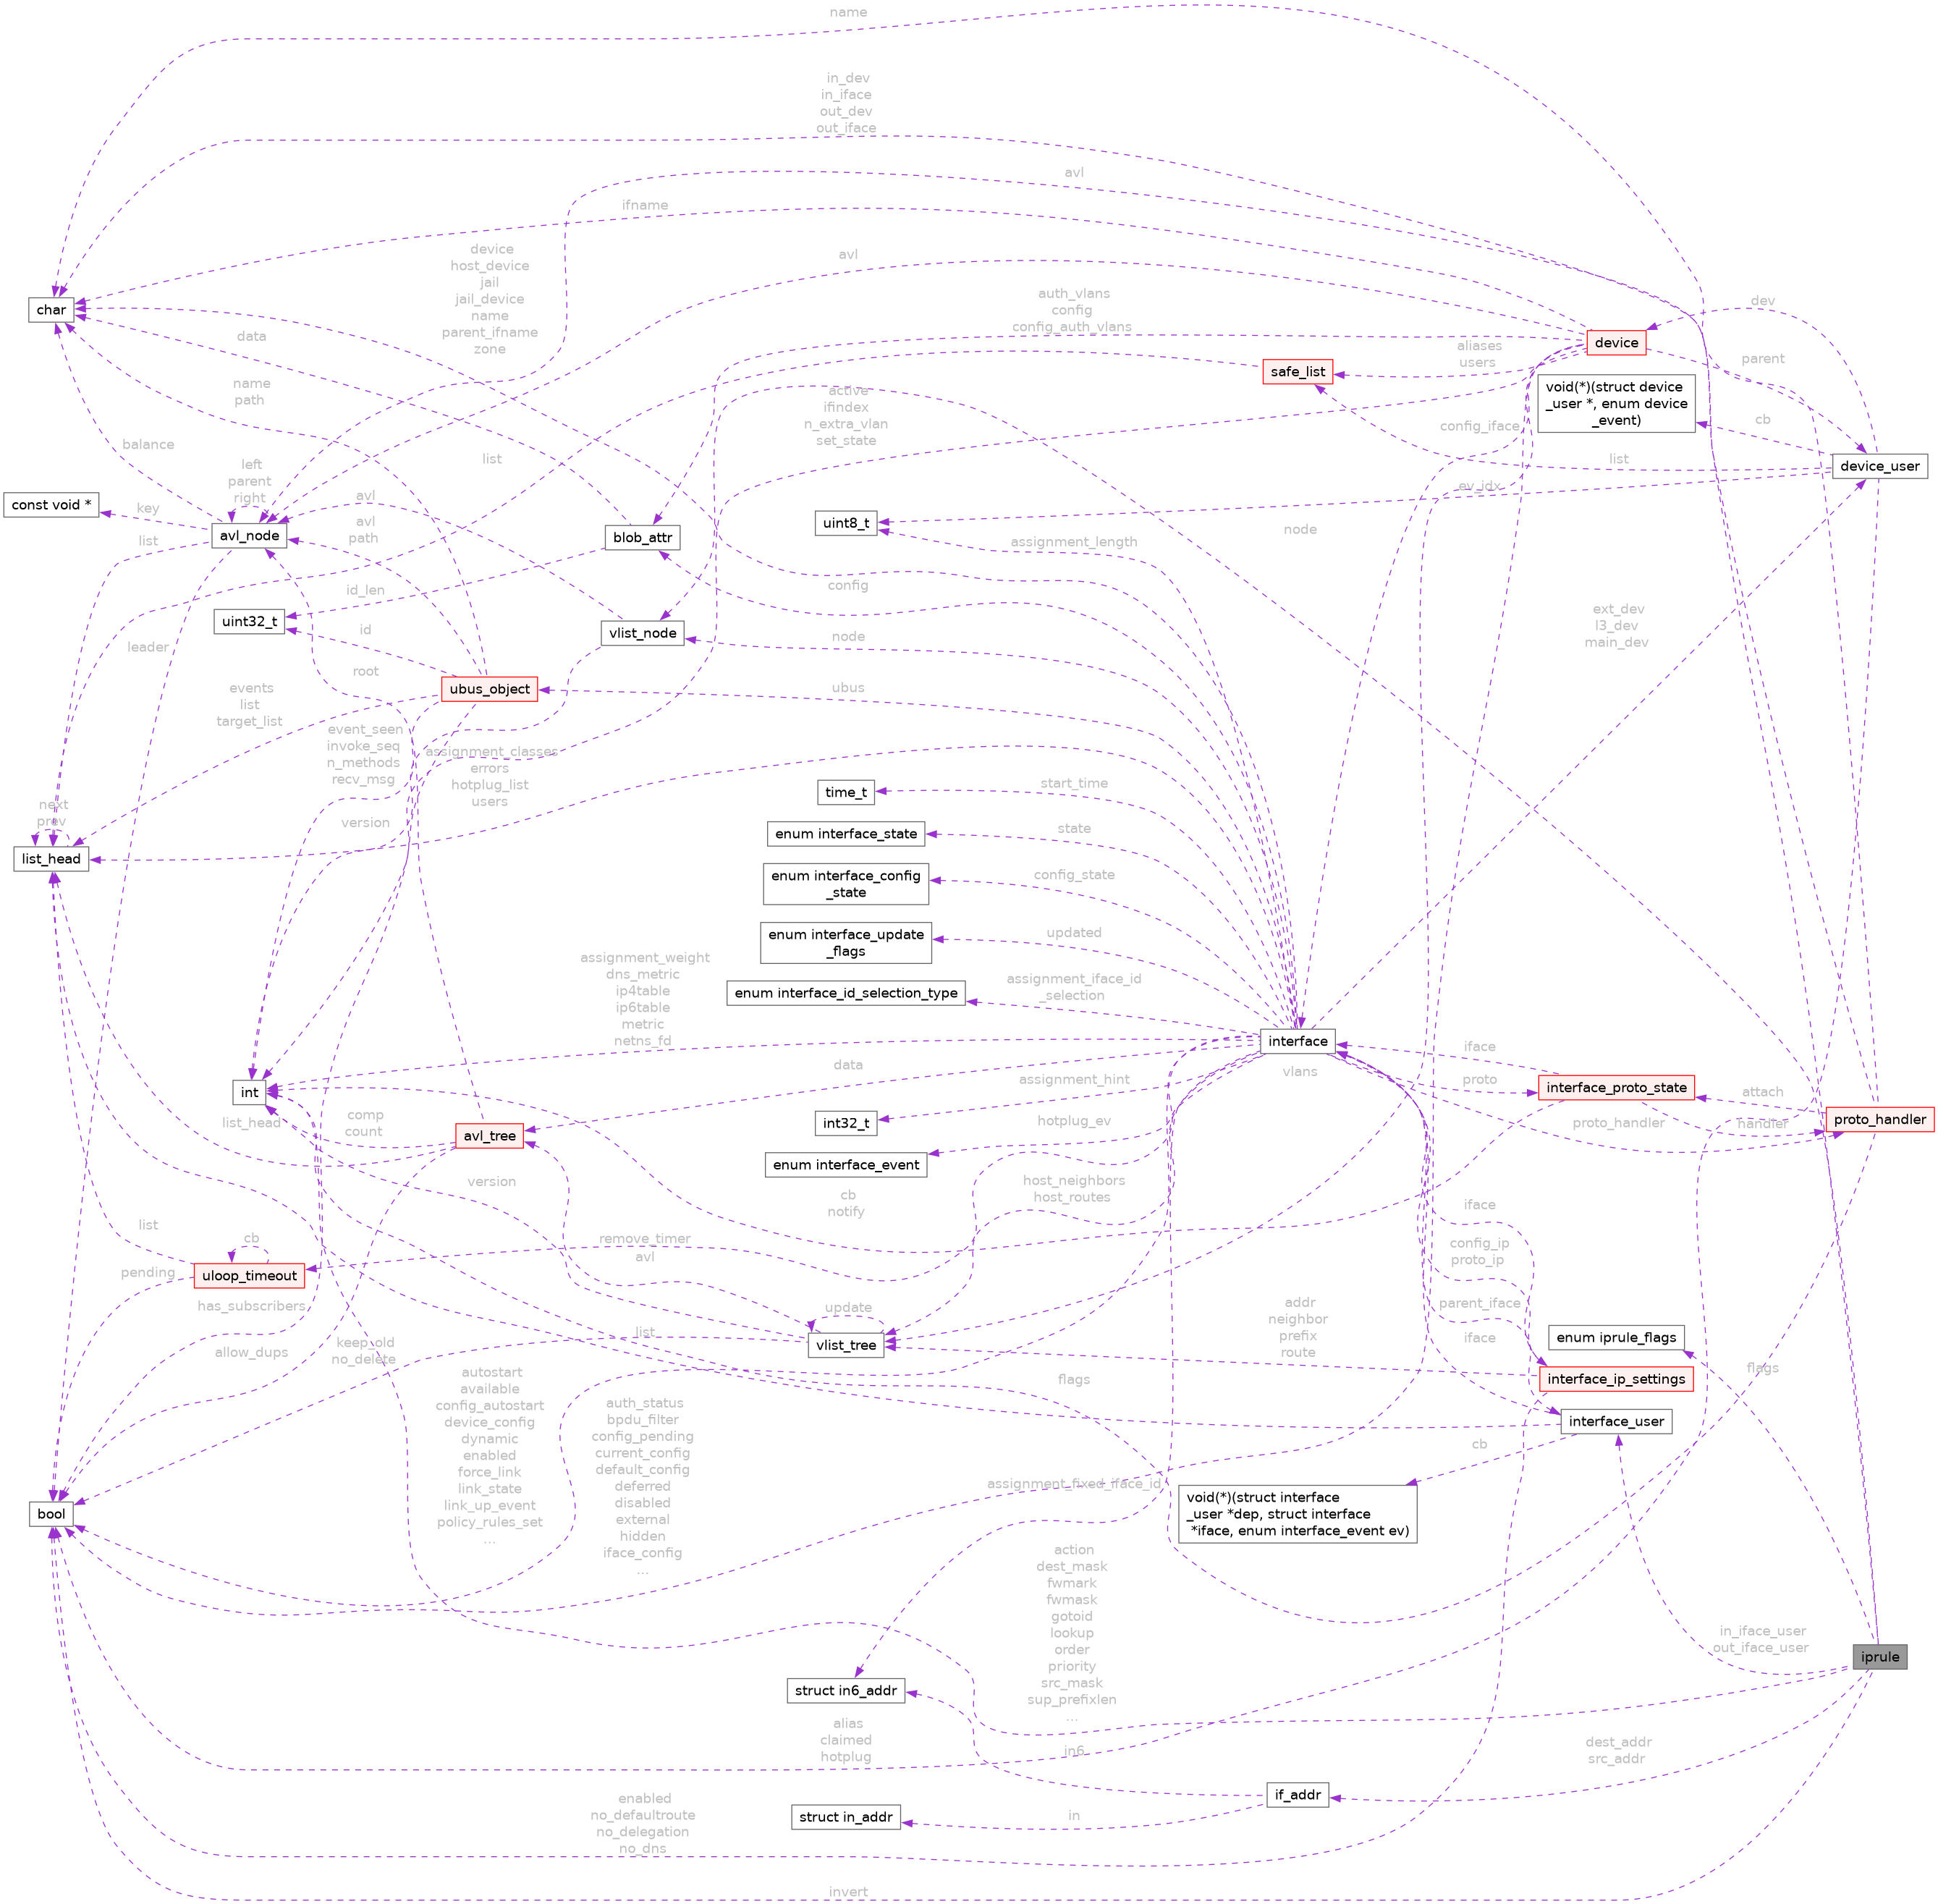 name
in_dev
in_iface
out_dev
out_iface
avl
ifname
device
host_device
jail
jail_device
name
parent_ifname
zone
avl
char
data
auth_vlans
config
config_auth_vlans
dev
device
parent
aliases
users
safe_list
void(*)(struct device
_user *, enum device
_event)
name
path
active
ifindex
n_extra_vlan
set_state
config_iface
cb
balance
list
list
device_user
left
parent
right
avl
const void *
key
ev_idx
avl_node
avl
path
uint8_t
node
blob_attr
list
assignment_length
id_len
config
uint32_t
id
vlist_node
node
ext_dev
l3_dev
main_dev
leader
root
ubus_object
ubus
events
list
target_list
event_seen
invoke_seq
n_methods
recv_msg
assignment_classes
errors
hotplug_list
users
time_t
start_time
next
prev
version
enum interface_state
state
list_head
enum interface_config
_state
config_state
enum interface_update
_flags
updated
assignment_weight
dns_metric
ip4table
ip6table
metric
netns_fd
enum interface_id_selection_type
assignment_iface_id
_selection
interface
iface
data
vlans
int
assignment_hint
proto
interface_proto_state
attach
list_head
comp
count
avl_tree
int32_t
hotplug_ev
proto_handler
handler
proto_handler
enum interface_event
version
host_neighbors
host_routes
cb
notify
iface
list
cb
remove_timer
avl
config_ip
proto_ip
pending
uloop_timeout
has_subscribers
update
addr
neighbor
prefix
route
parent_iface
enum iprule_flags
allow_dups
keep_old
no_delete
list
vlist_tree
iface
flags
autostart
available
config_autostart
device_config
dynamic
enabled
force_link
link_state
link_up_event
policy_rules_set
...
auth_status
bpdu_filter
config_pending
current_config
default_config
deferred
disabled
external
hidden
iface_config
...
flags
interface_ip_settings
interface_user
cb
bool
assignment_fixed_iface_id
void(*)(struct interface
_user *dep, struct interface
 *iface, enum interface_event ev)
action
dest_mask
fwmark
fwmask
gotoid
lookup
order
priority
src_mask
sup_prefixlen
...
in_iface_user
out_iface_user
iprule
struct in6_addr
alias
claimed
hotplug
in6
dest_addr
src_addr
if_addr
enabled
no_defaultroute
no_delegation
no_dns
struct in_addr
in
invert